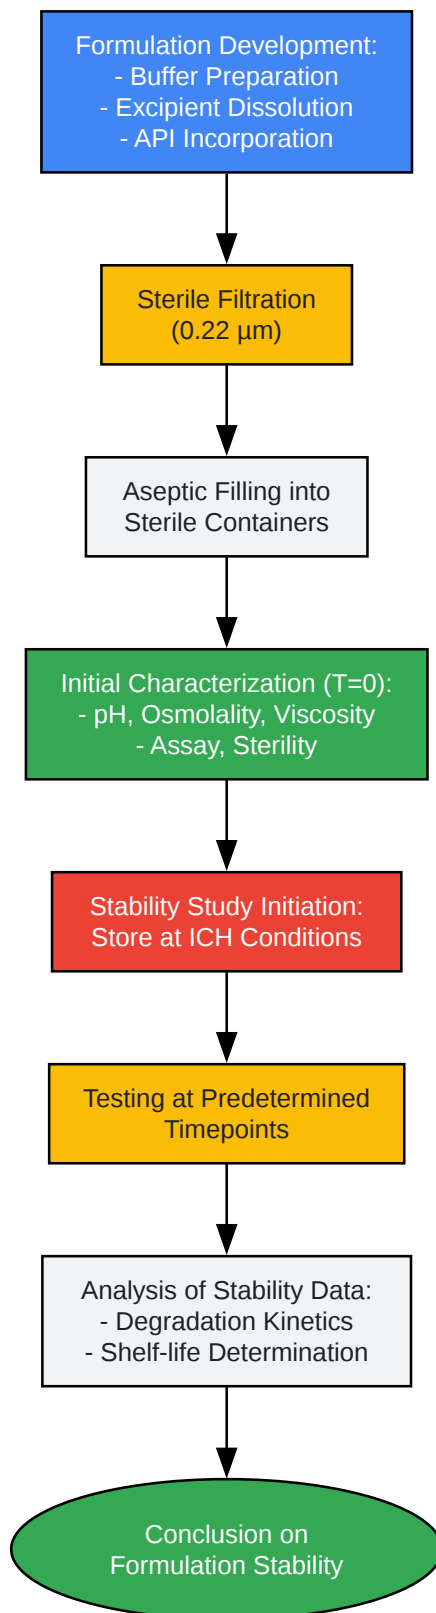 Formulation Development:
- Buffer Preparation
- Excipient Dissolution
- API Incorporation
Sterile Filtration
(0.22 µm)
Aseptic Filling into
Sterile Containers
Initial Characterization (T=0):
- pH, Osmolality, Viscosity
- Assay, Sterility
Stability Study Initiation:
Store at ICH Conditions
Testing at Predetermined
Timepoints
Analysis of Stability Data:
- Degradation Kinetics
- Shelf-life Determination
Conclusion on
Formulation Stability